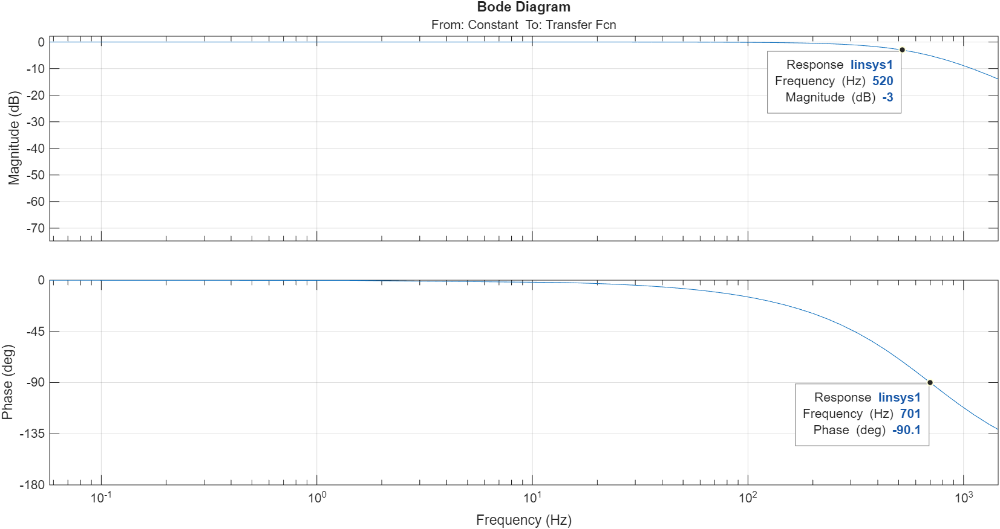 Bode Diagram
From: Constant  To: Transfer Fcn
Magnitude (dB)
0
-10
-20
-30
-40
-50
-60
-70
Response linsys1
Frequency (Hz) 520
Magnitude (dB) -3
Phase (deg)
0
-45
-90
-135
-180
Response linsys1
Frequency (Hz) 701
Phase (deg) -90.1
10^-1 10^0 10^1 10^2 10^3
Frequency (Hz)